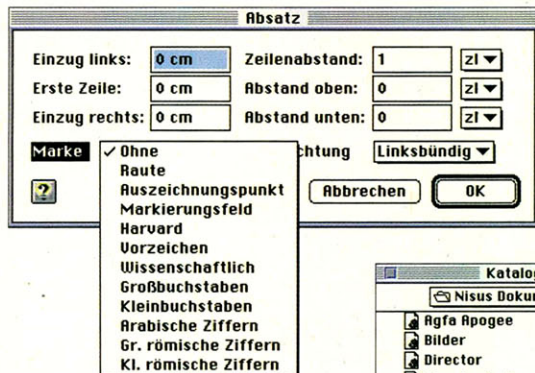 Absatz
Einzug links: 0 cm Zeilenabstand: 1 zl
Erste Zeile: 0 cm Abstand oben: 0 zl
Einzug rechts: 0 cm Abstand unten: 0 zl
Marke ✓ Ohne chtung Linksbündig
Raute
Auszeichnungspunkt Abbrechen OK
Markierungsfeld
Harvard
Vorzeichen
Wissenschaftlich
Großbuchstaben
Kleinbuchstaben
Arabische Ziffern
Gr. römische Ziffern
Kl. römische Ziffern
Katalog
Nisus Dokum
Agfa Apogee
Bilder
Director